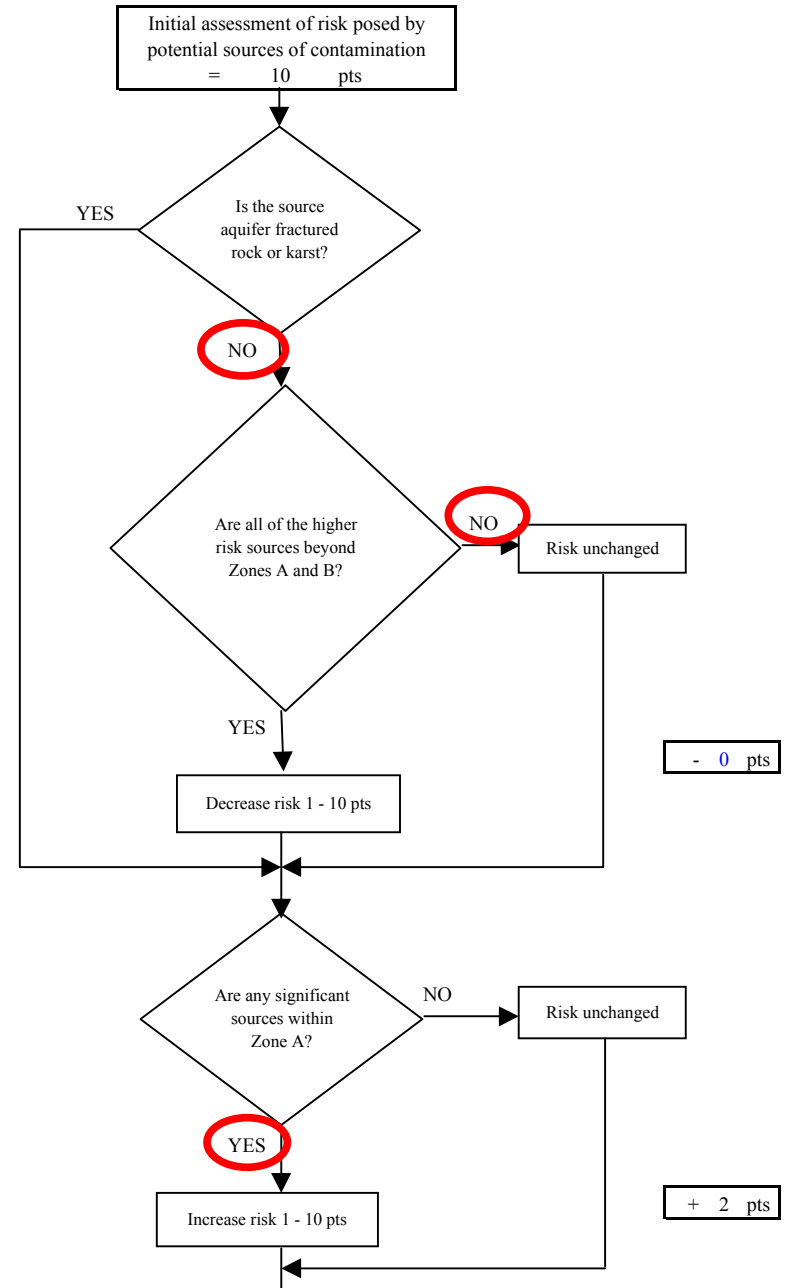 Initial assessment of risk posed by
potential sources of contamination
= 10 pts
YES
Is the source
aquifer fractured
rock or karst?
NO
Are all of the higher
risk sources beyond
Zones A and B?
NO
Risk unchanged
YES
- 0 pts
Decrease risk 1 - 10 pts
Are any significant
sources within
Zone A?
NO
Risk unchanged
YES
+ 2 pts
Increase risk 1 - 10 pts